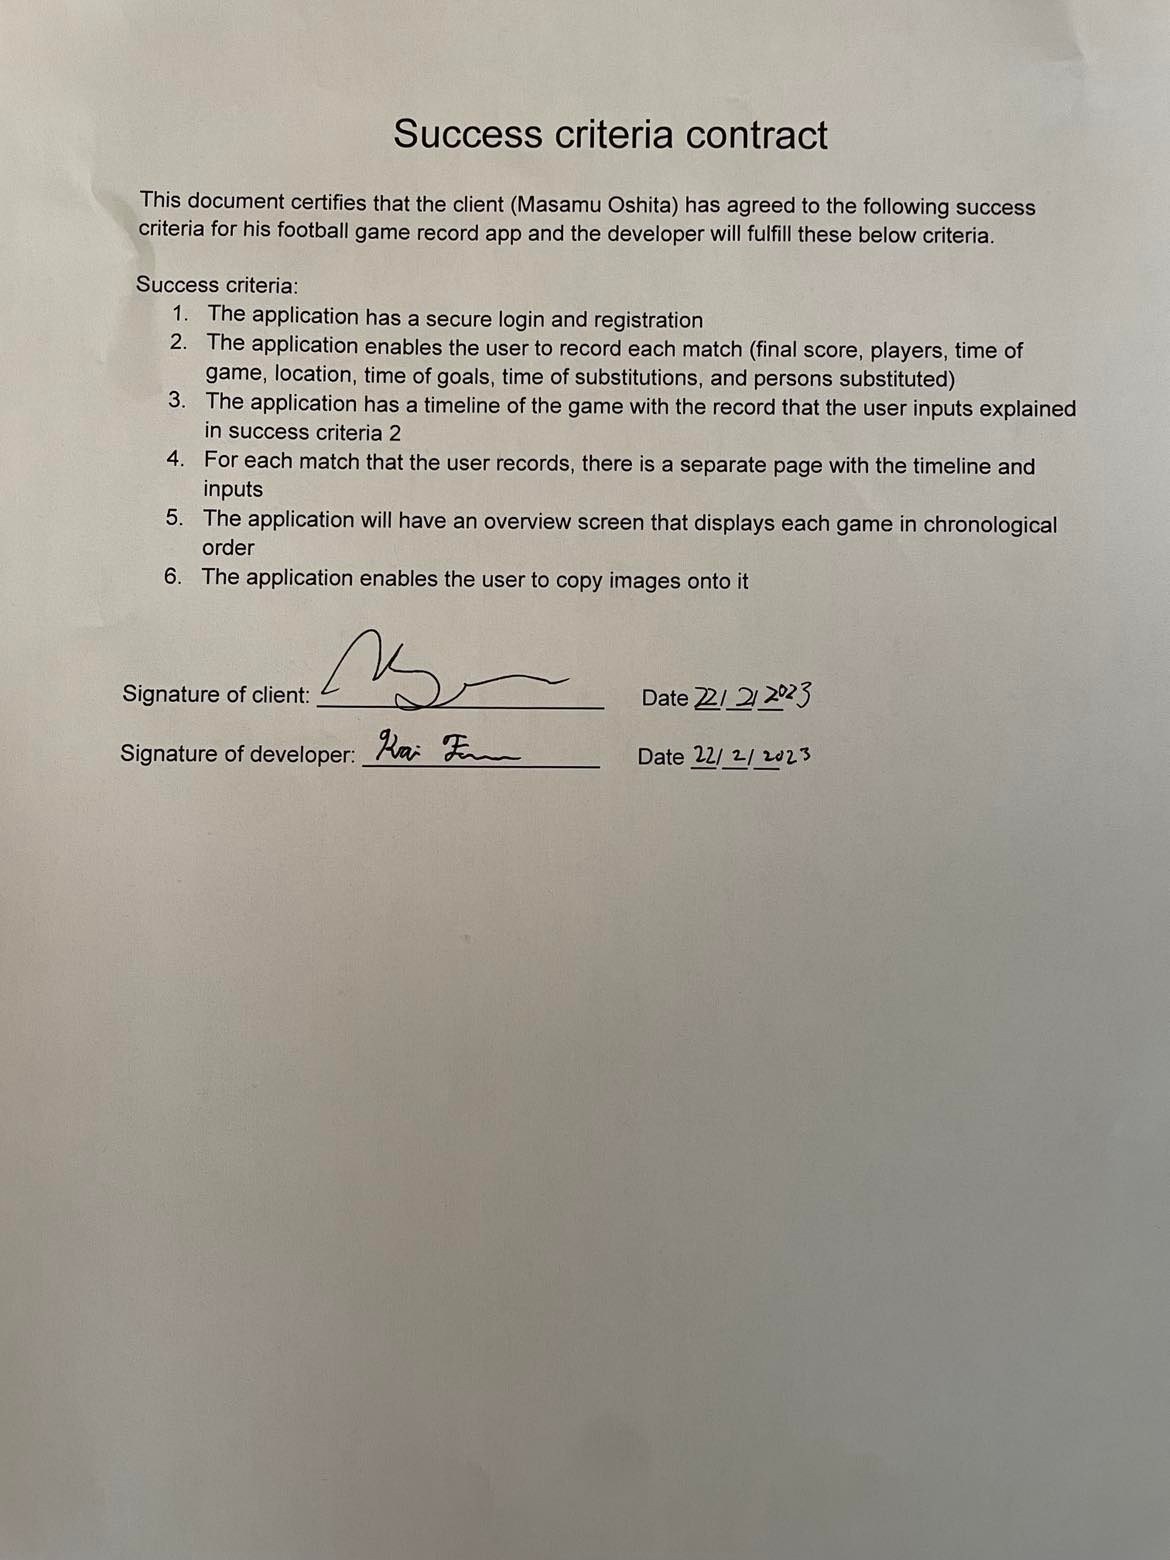 Success criteria contract
This document certifies that the client (Masamu Oshita) has agreed to the following success
criteria for his football game record app and the developer will fulfill these below criteria.
Success criteria:
1. The application has a secure login and registration
2. The application enables the user to record each match (final score, players, time of
game, location, time of goals, time of substitutions, and persons substituted)
3. The application has a timeline of the game with the record that the user inputs explained
in success criteria 2
4. For each match that the user records, there is a separate page with the timeline and
inputs
5. The application will have an overview screen that displays each game in chronological
order
6. The application enables the user to copy images onto it
Signature of client: Date 22/ 2/ 2023
Signature of developer: Kai Date 22/ 2/ 2023